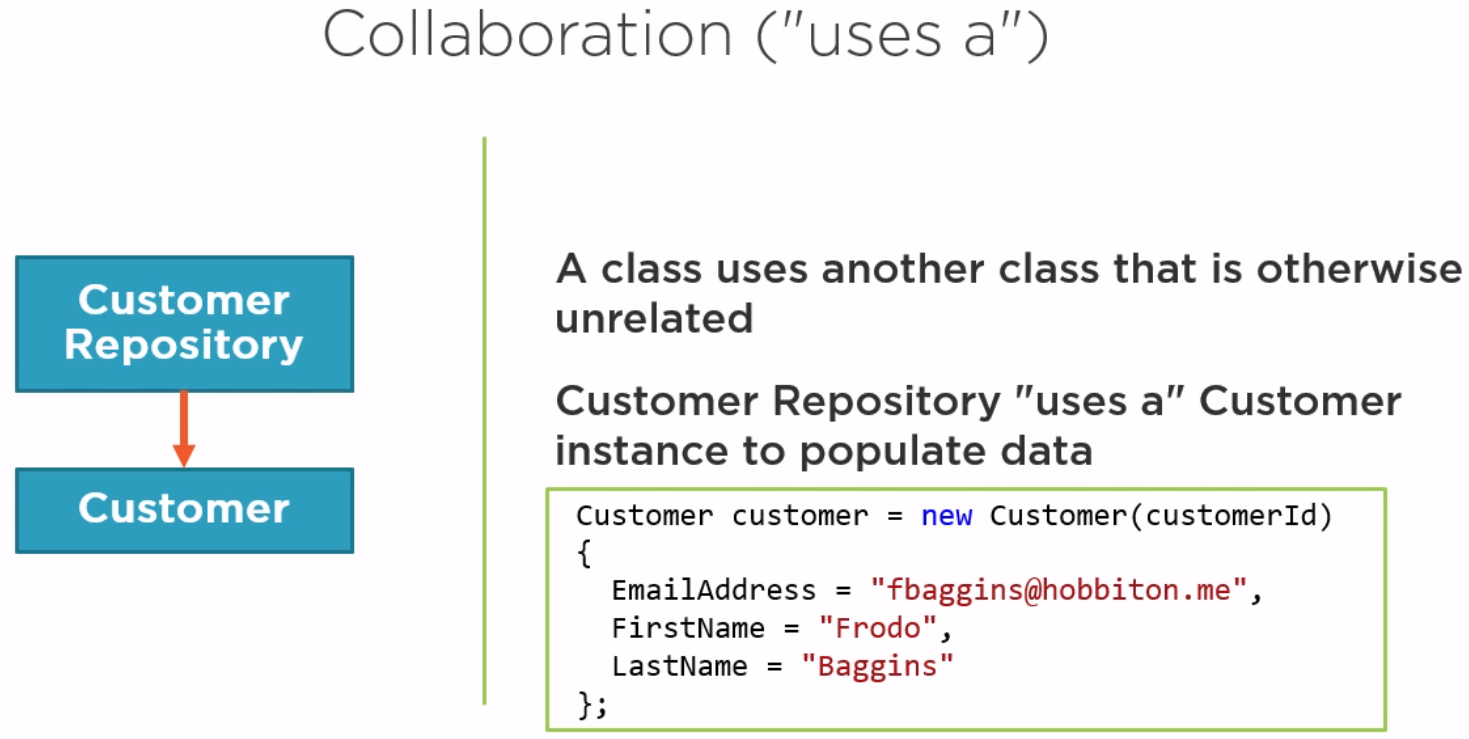 Collaboration ("uses a")
Customer
Repository
Customer
A class uses another class that is otherwise
unrelated
Customer Repository "uses a" Customer
instance to populate data
Customer customer = new Customer(customerId)
{
  EmailAddress = "fbaggins@hobbiton.me",
  FirstName = "Frodo",
  LastName = "Baggins"
};